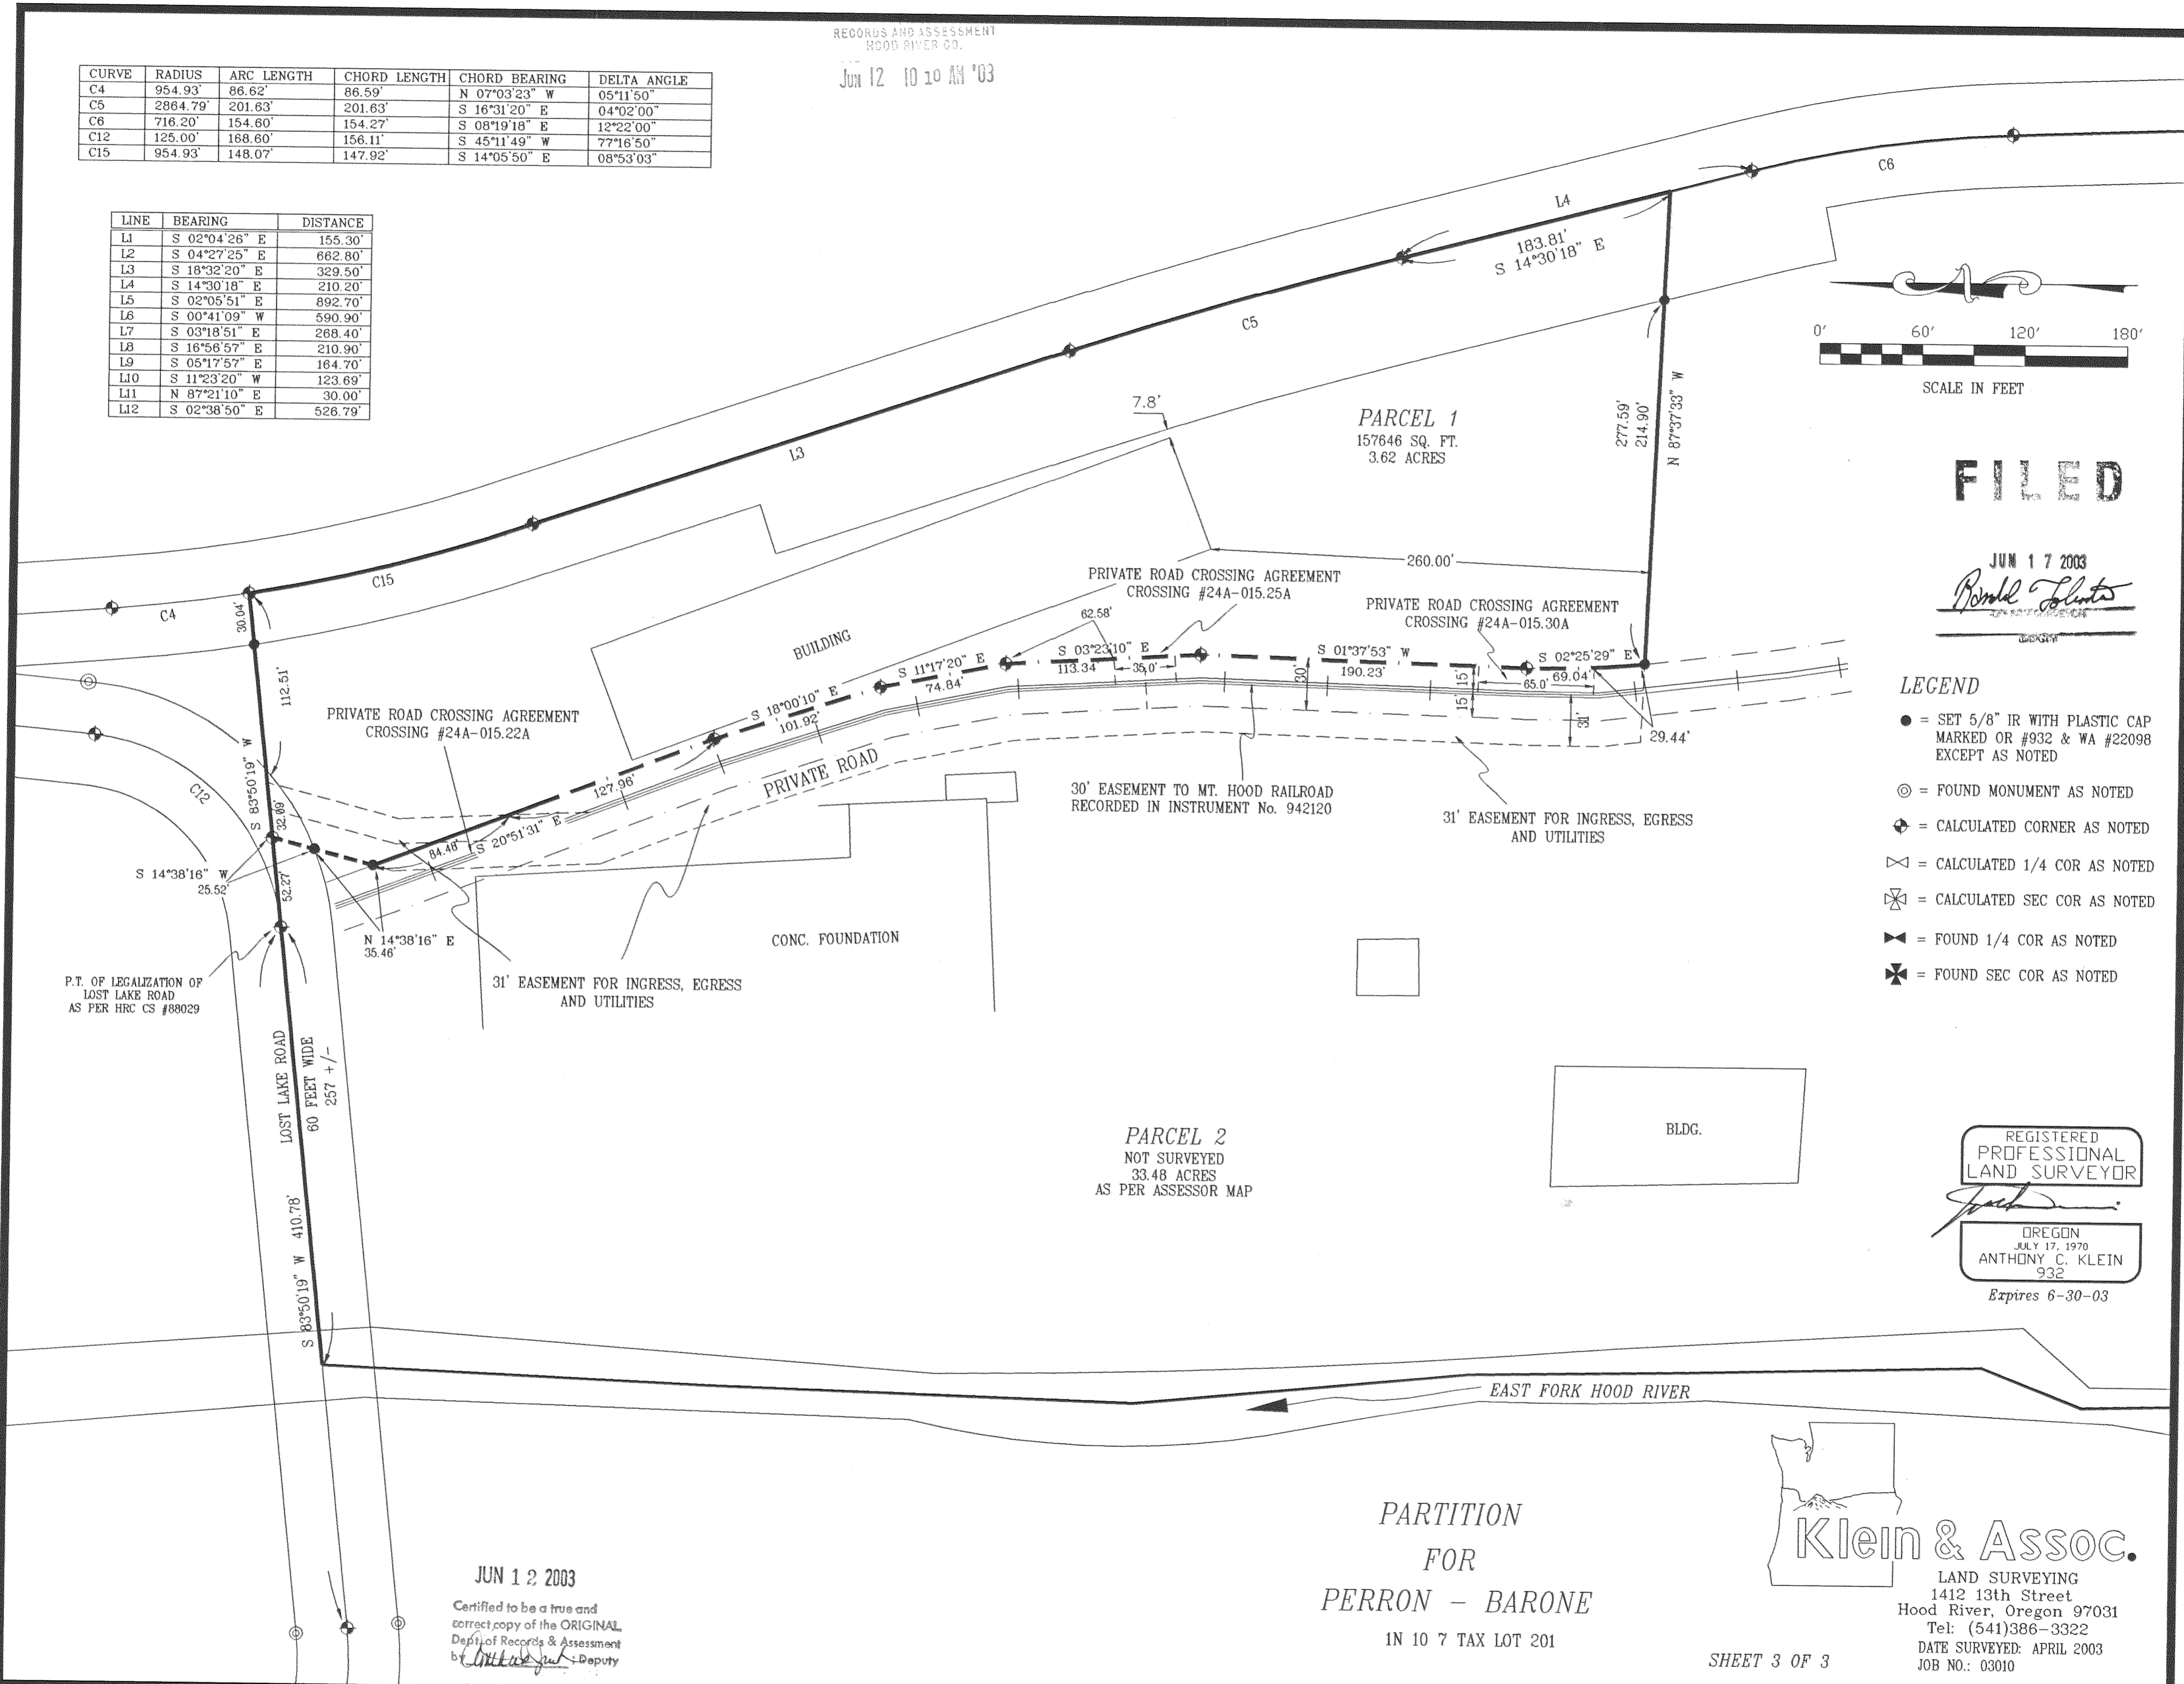 RECORDS AND ASSESSMENT
HOOD RIVER CO.
JUN 12 10 10 AM '03
CURVE RADIUS ARC LENGTH CHORD LENGTH CHORD BEARING DELTA ANGLE
C4 954.93' 86.62' 86.59' N 07°03'23" W 05°11'50"
C5 2864.79' 201.63' 201.63' S 16°31'20" E 04°02'00"
C6 716.20' 154.60' 154.27' S 08°19'18" E 12°22'00"
C12 125.00' 168.60' 156.11' S 45°11'49" W 77°16'50"
C15 954.93' 148.07' 147.92' S 14°05'50" E 08°53'03"
LINE BEARING DISTANCE
L1 S 02°04'26" E 155.30'
L2 S 04°27'25" E 662.80'
L3 S 18°32'20" E 329.50'
L4 S 14°30'18" E 210.20'
L5 S 02°05'51" E 892.70'
L6 S 00°41'09" W 590.90'
L7 S 03°18'51" E 268.40'
L8 S 16°56'57" E 210.90'
L9 S 05°17'57" E 164.70'
L10 S 11°23'20" W 123.69'
L11 N 87°21'10" E 30.00'
L12 S 02°38'50" E 526.79'
C6
L4
183.81'
S 14°30'18" E
C5
L3
C15
C4
7.8'
PARCEL 1
157646 SQ. FT.
3.62 ACRES
277.59'
214.90'
N 87°37'33" W
0' 60' 120' 180'
SCALE IN FEET
FILED
JUN 17 2003
260.00'
PRIVATE ROAD CROSSING AGREEMENT
CROSSING #24A-015.25A
PRIVATE ROAD CROSSING AGREEMENT
CROSSING #24A-015.30A
62.58'
BUILDING
S 03°23'10" E
113.34'
35.0'
S 01°37'53" W
190.23'
S 02°25'29" E
69.04'
65.0'
S 11°17'20" E
74.84'
S 18°00'10" E
101.92'
30'
15' 15'
31'
29.44'
30.04'
112.51'
PRIVATE ROAD CROSSING AGREEMENT
CROSSING #24A-015.22A
PRIVATE ROAD
127.96'
S 20°51'31" E
84.48'
C12
S 83°50'19" W
32.09'
S 14°38'16" W
25.52'
52.27'
N 14°38'16" E
35.46'
30' EASEMENT TO MT. HOOD RAILROAD
RECORDED IN INSTRUMENT No. 942120
31' EASEMENT FOR INGRESS, EGRESS
AND UTILITIES
CONC. FOUNDATION
31' EASEMENT FOR INGRESS, EGRESS
AND UTILITIES
P.T. OF LEGALIZATION OF
LOST LAKE ROAD
AS PER HRC CS #88029
LEGEND
= SET 5/8" IR WITH PLASTIC CAP
MARKED OR #932 & WA #22098
EXCEPT AS NOTED
= FOUND MONUMENT AS NOTED
= CALCULATED CORNER AS NOTED
= CALCULATED 1/4 COR AS NOTED
= CALCULATED SEC COR AS NOTED
= FOUND 1/4 COR AS NOTED
= FOUND SEC COR AS NOTED
LOST LAKE ROAD
60 FEET WIDE
257 +/-
S 83°50'19" W 410.78'
PARCEL 2
NOT SURVEYED
33.48 ACRES
AS PER ASSESSOR MAP
BLDG.
REGISTERED
PROFESSIONAL
LAND SURVEYOR
OREGON
JULY 17, 1970
ANTHONY C. KLEIN
932
Expires 6-30-03
EAST FORK HOOD RIVER
PARTITION
FOR
PERRON - BARONE
1N 10 7 TAX LOT 201
SHEET 3 OF 3
Klein & Assoc.
LAND SURVEYING
1412 13th Street
Hood River, Oregon 97031
Tel: (541)386-3322
DATE SURVEYED: APRIL 2003
JOB NO.: 03010
JUN 12 2003
Certified to be a true and
correct copy of the ORIGINAL
Dept. of Records & Assessment
by Deputy